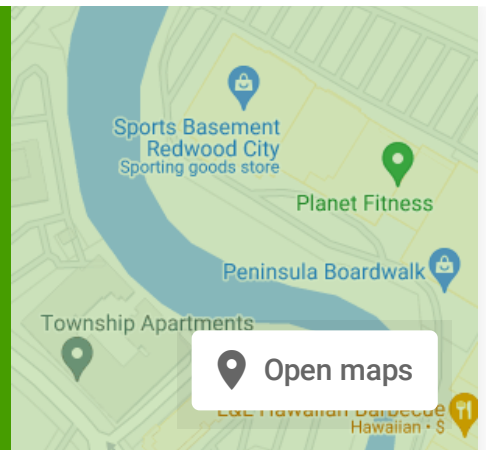 Sports Basement
Redwood City
Sporting goods store
Planet Fitness
Peninsula Boardwalk
Township Apartments
Open maps
L&L Hawaiian Barbecue
Hawaiian • $